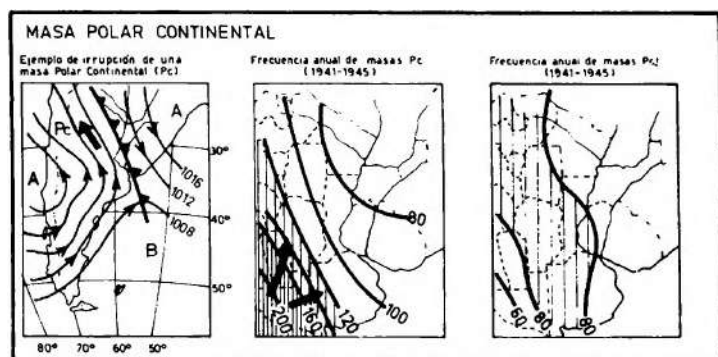 MASA POLAR CONTINENTAL
Ejemplo de irrupción de una
masa Polar Continental (Pc)
Frecuencia anual de masas Pc
(1941-1945)
Frecuencia anual de masas
(1941-1945)
A
Pc
A
B
1016
1012
1008
30°
40°
50°
80°
70°
60°
50°
80
100
120
160
200
60
80
80